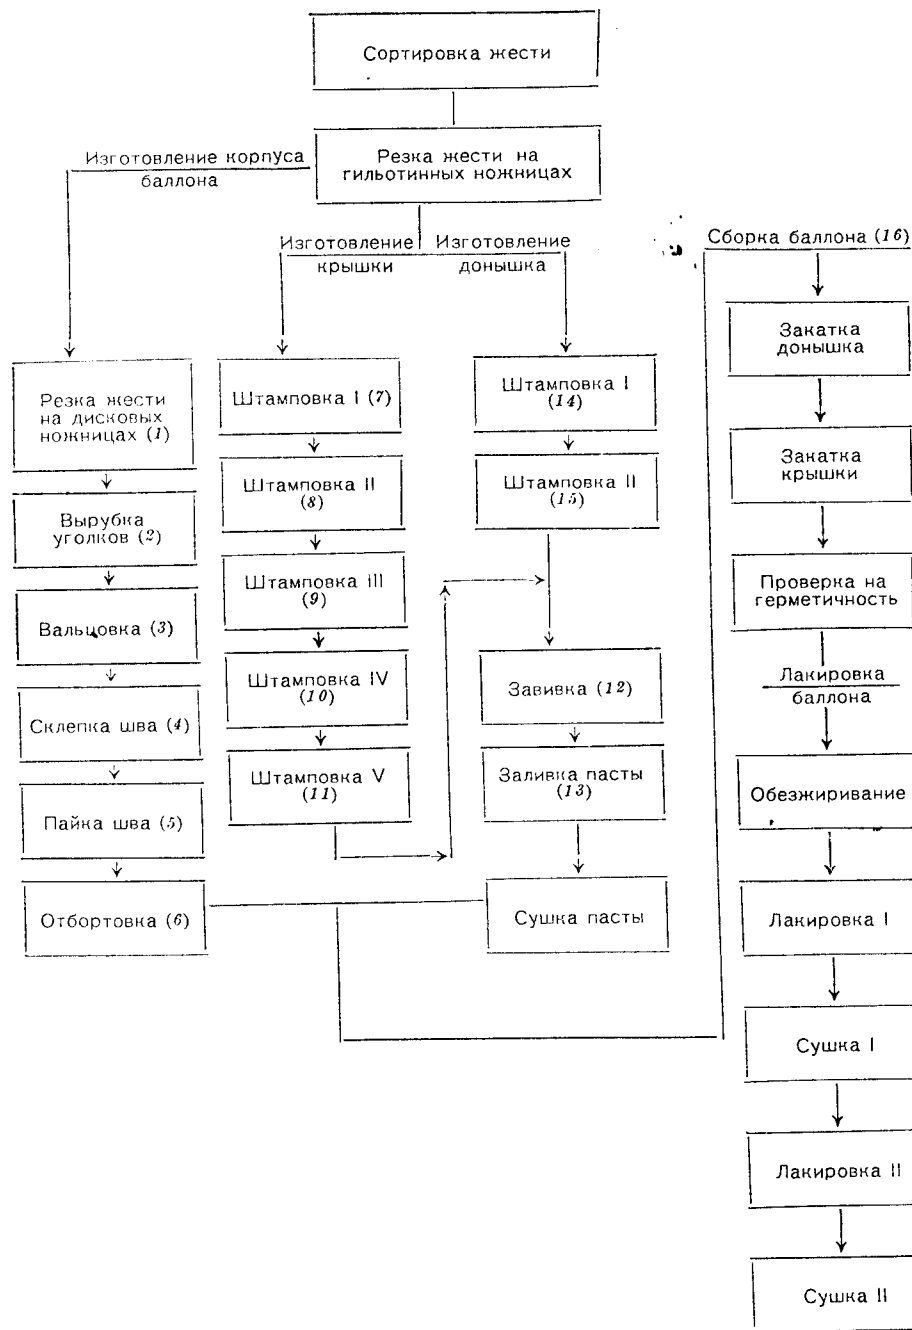 Сортировка жести
Резка жести на
гильотинных ножницах
Изготовление корпуса
баллона
Изготовление
крышки
Изготовление
донышка
Резка жести
на дисковых
ножницах (1)
Вырубка
уголков (2)
Вальцовка (3)
Склепка шва (4)
Пайка шва (5)
Отбортовка (6)
Штамповка I (7)
Штамповка II
(8)
Штамповка III
(9)
Штамповка IV
(10)
Штамповка V
(11)
Штамповка I
(14)
Штамповка II
(15)
Завивка (12)
Заливка пасты
(13)
Сушка пасты
Сборка баллона (16)
Закатка
донышка
Закатка
крышки
Проверка на
герметичность
Лакировка
баллона
Обезжиривание
Лакировка I
Сушка I
Лакировка II
Сушка II